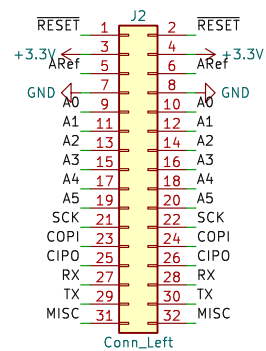 J2
RESET 1 2 RESET
+3.3V 3 4 +3.3V
ARef 5 6 ARef
GND 7 8 GND
A0 9 10 A0
A1 11 12 A1
A2 13 14 A2
A3 15 16 A3
A4 17 18 A4
A5 19 20 A5
SCK 21 22 SCK
COPI 23 24 COPI
CIPO 25 26 CIPO
RX 27 28 RX
TX 29 30 TX
MISC 31 32 MISC
Conn_Left